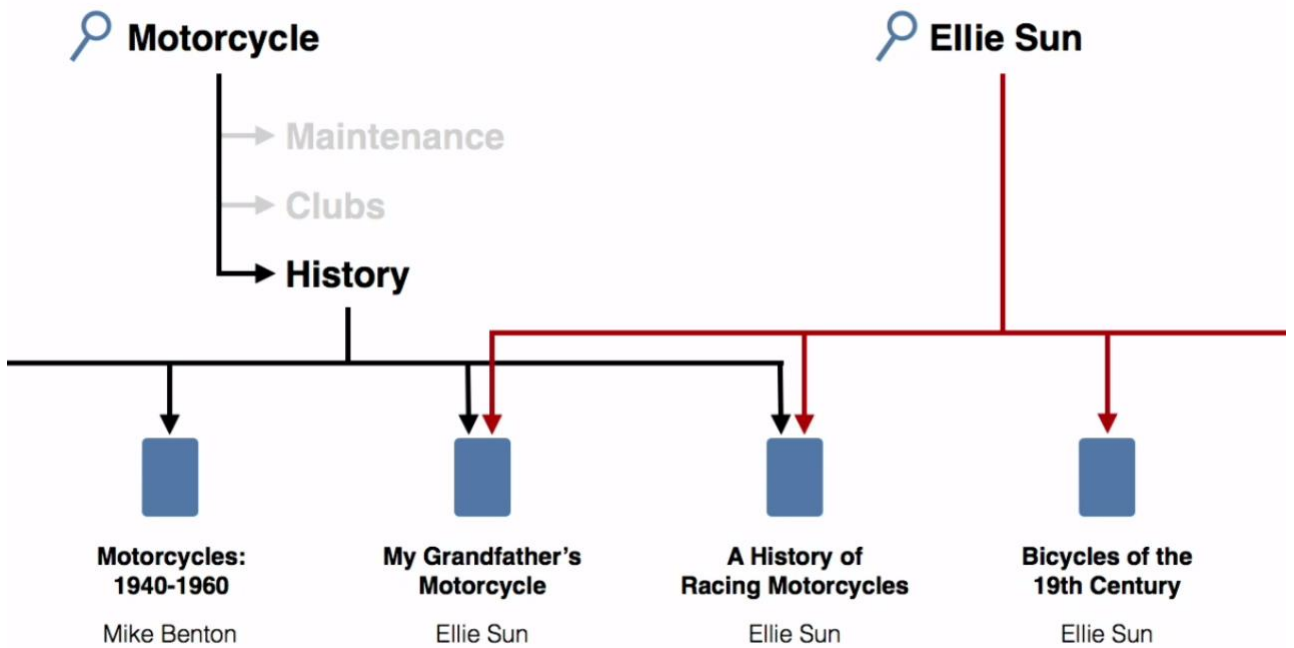 Motorcycle
Ellie Sun
Maintenance
Clubs
History
Motorcycles:
1940-1960
Mike Benton
My Grandfather's
Motorcycle
Ellie Sun
A History of
Racing Motorcycles
Ellie Sun
Bicycles of the
19th Century
Ellie Sun